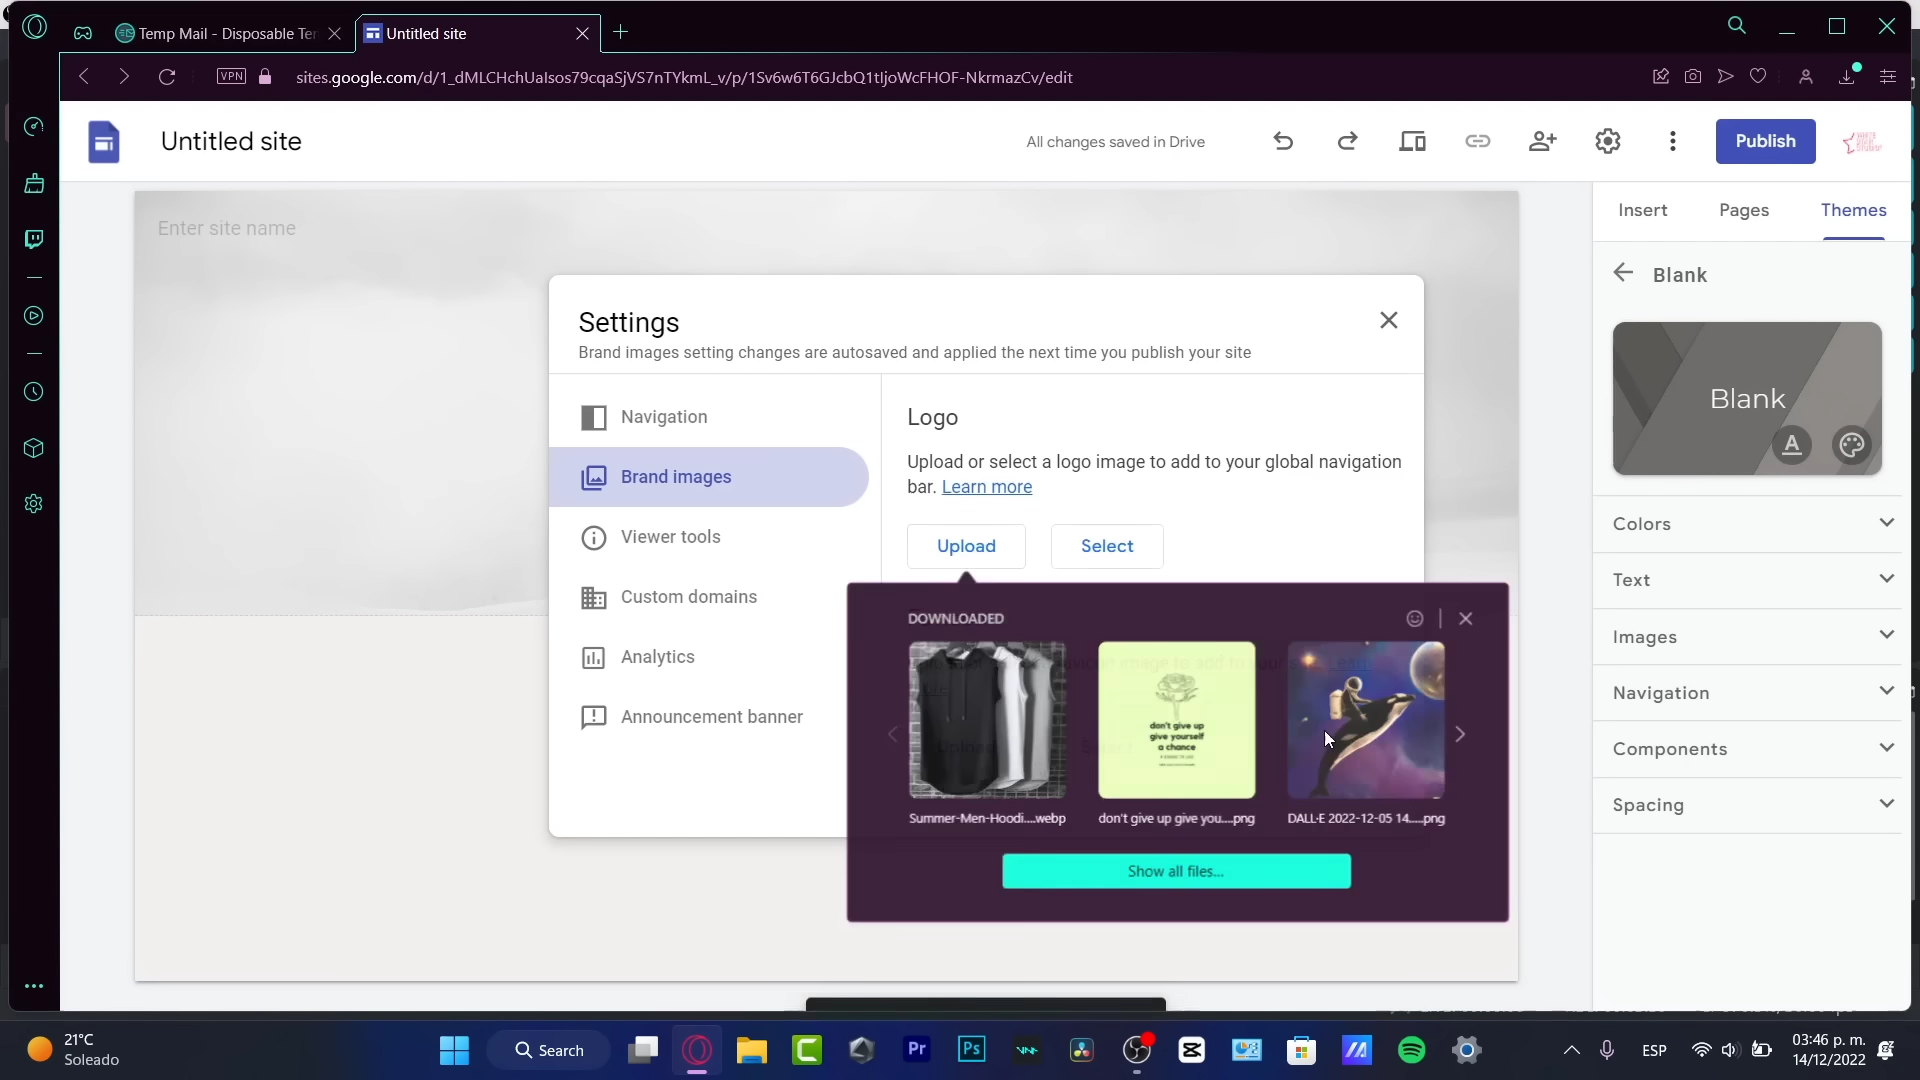 Temp Mail - Disposable Ter
Untitled site
VPN
sites.google.com/d/1_dMLCHchUaIsos79cqaSjVS7nTYkmL_v/p/1Sv6w6T6GJcbQ1tIjoWcFHOF-NkrmazCv/edit
Untitled site
All changes saved in Drive
Publish
Enter site name
Insert
Pages
Themes
Blank
Blank
A
Colors
Text
Images
Navigation
Components
Spacing
Settings
Brand images setting changes are autosaved and applied the next time you publish your site
Navigation
Brand images
Viewer tools
Custom domains
Analytics
Announcement banner
Logo
Upload or select a logo image to add to your global navigation
bar. Learn more
Upload
Select
DOWNLOADED
don't give up
give yourself
a chance
Summer-Men-Hoodi....webp
don't give up give you....png
DALL·E 2022-12-05 14.....png
Show all files...
21°C
Soleado
Search
Pr
Ps
ESP
03:46 p. m.
14/12/2022